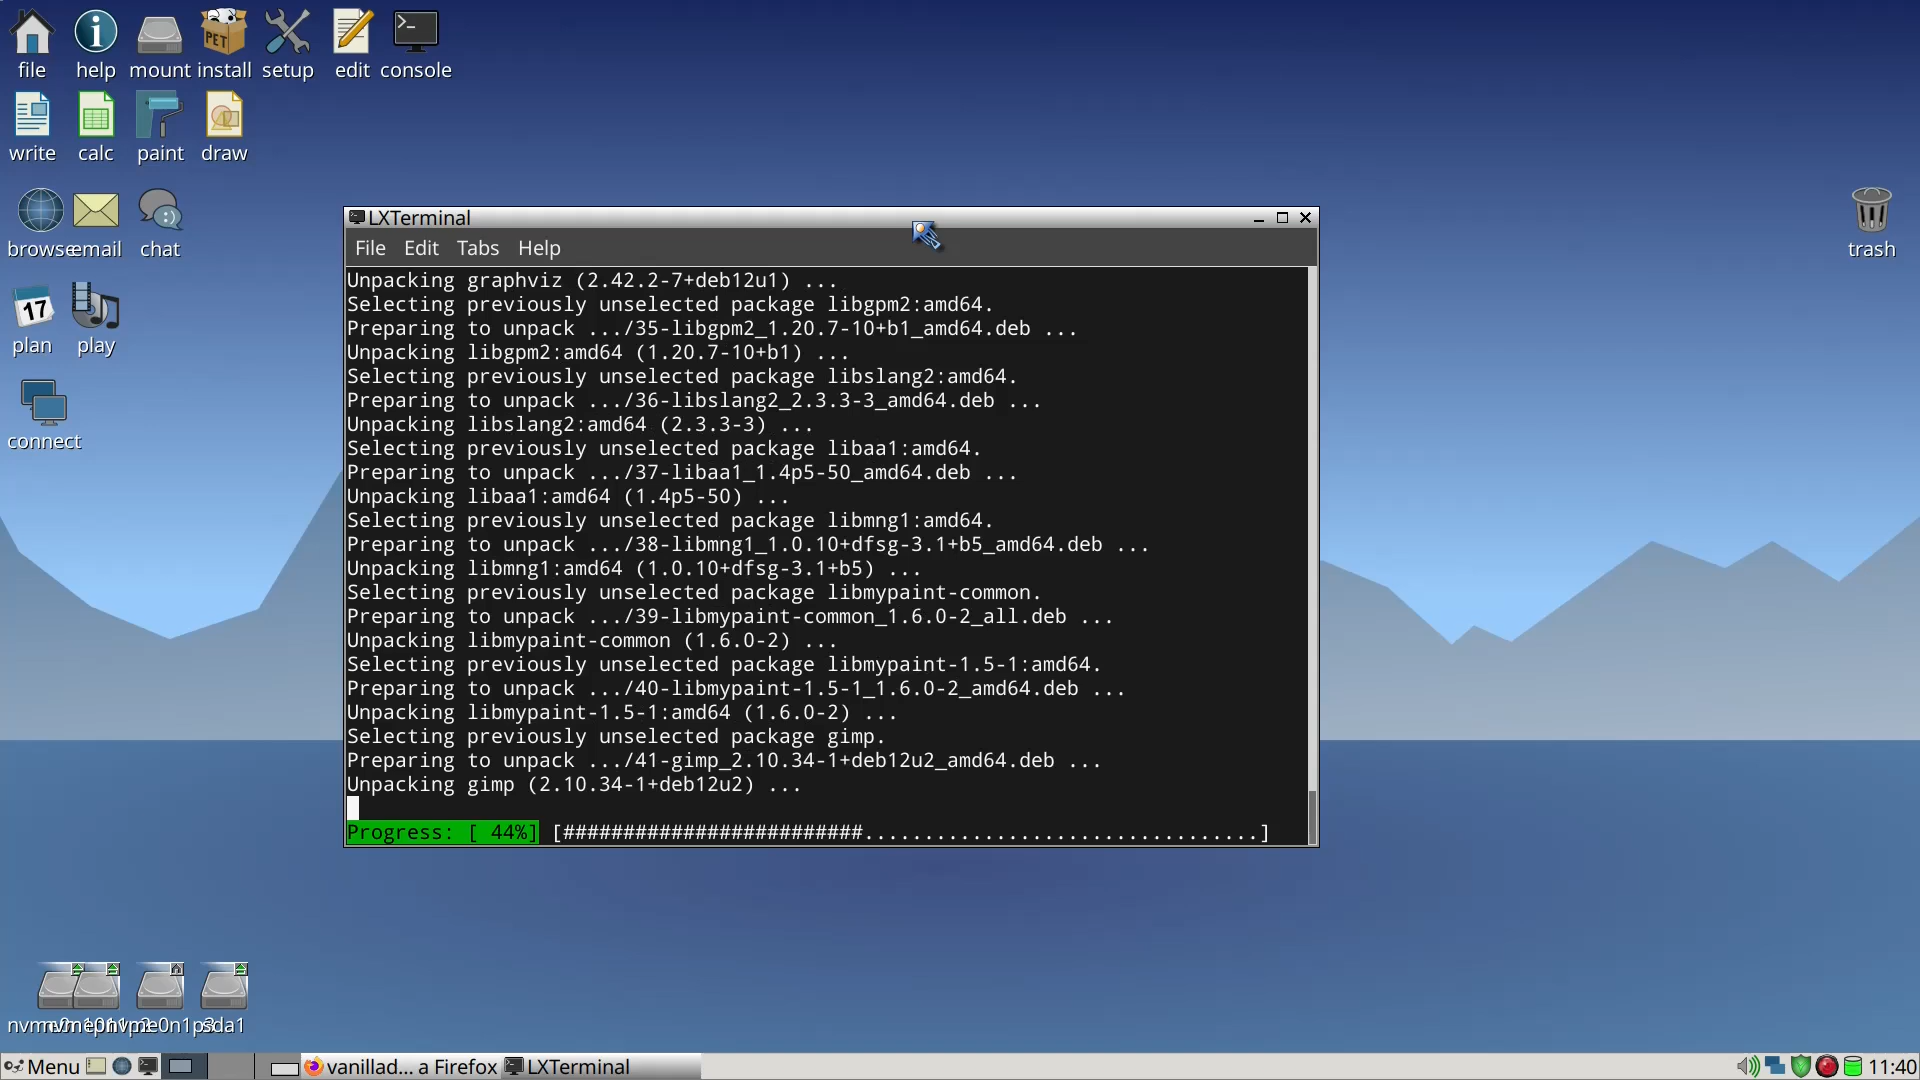 file help mount install setup edit console
PET
write calc paint draw
browse email chat
trash
17
plan play
connect
LXTerminal
File Edit Tabs Help
Unpacking graphviz (2.42.2-7+deb12u1) ...
Selecting previously unselected package libgpm2:amd64.
Preparing to unpack .../35-libgpm2_1.20.7-10+b1_amd64.deb ...
Unpacking libgpm2:amd64 (1.20.7-10+b1) ...
Selecting previously unselected package libslang2:amd64.
Preparing to unpack .../36-libslang2_2.3.3-3_amd64.deb ...
Unpacking libslang2:amd64 (2.3.3-3) ...
Selecting previously unselected package libaa1:amd64.
Preparing to unpack .../37-libaa1_1.4p5-50_amd64.deb ...
Unpacking libaa1:amd64 (1.4p5-50) ...
Selecting previously unselected package libmng1:amd64.
Preparing to unpack .../38-libmng1_1.0.10+dfsg-3.1+b5_amd64.deb ...
Unpacking libmng1:amd64 (1.0.10+dfsg-3.1+b5) ...
Selecting previously unselected package libmypaint-common.
Preparing to unpack .../39-libmypaint-common_1.6.0-2_all.deb ...
Unpacking libmypaint-common (1.6.0-2) ...
Selecting previously unselected package libmypaint-1.5-1:amd64.
Preparing to unpack .../40-libmypaint-1.5-1_1.6.0-2_amd64.deb ...
Unpacking libmypaint-1.5-1:amd64 (1.6.0-2) ...
Selecting previously unselected package gimp.
Preparing to unpack .../41-gimp_2.10.34-1+deb12u2_amd64.deb ...
Unpacking gimp (2.10.34-1+deb12u2) ...
Progress: [ 44%] [#########################.................................]
sda1
Menu vanillad... a Firefox LXTerminal 11:40